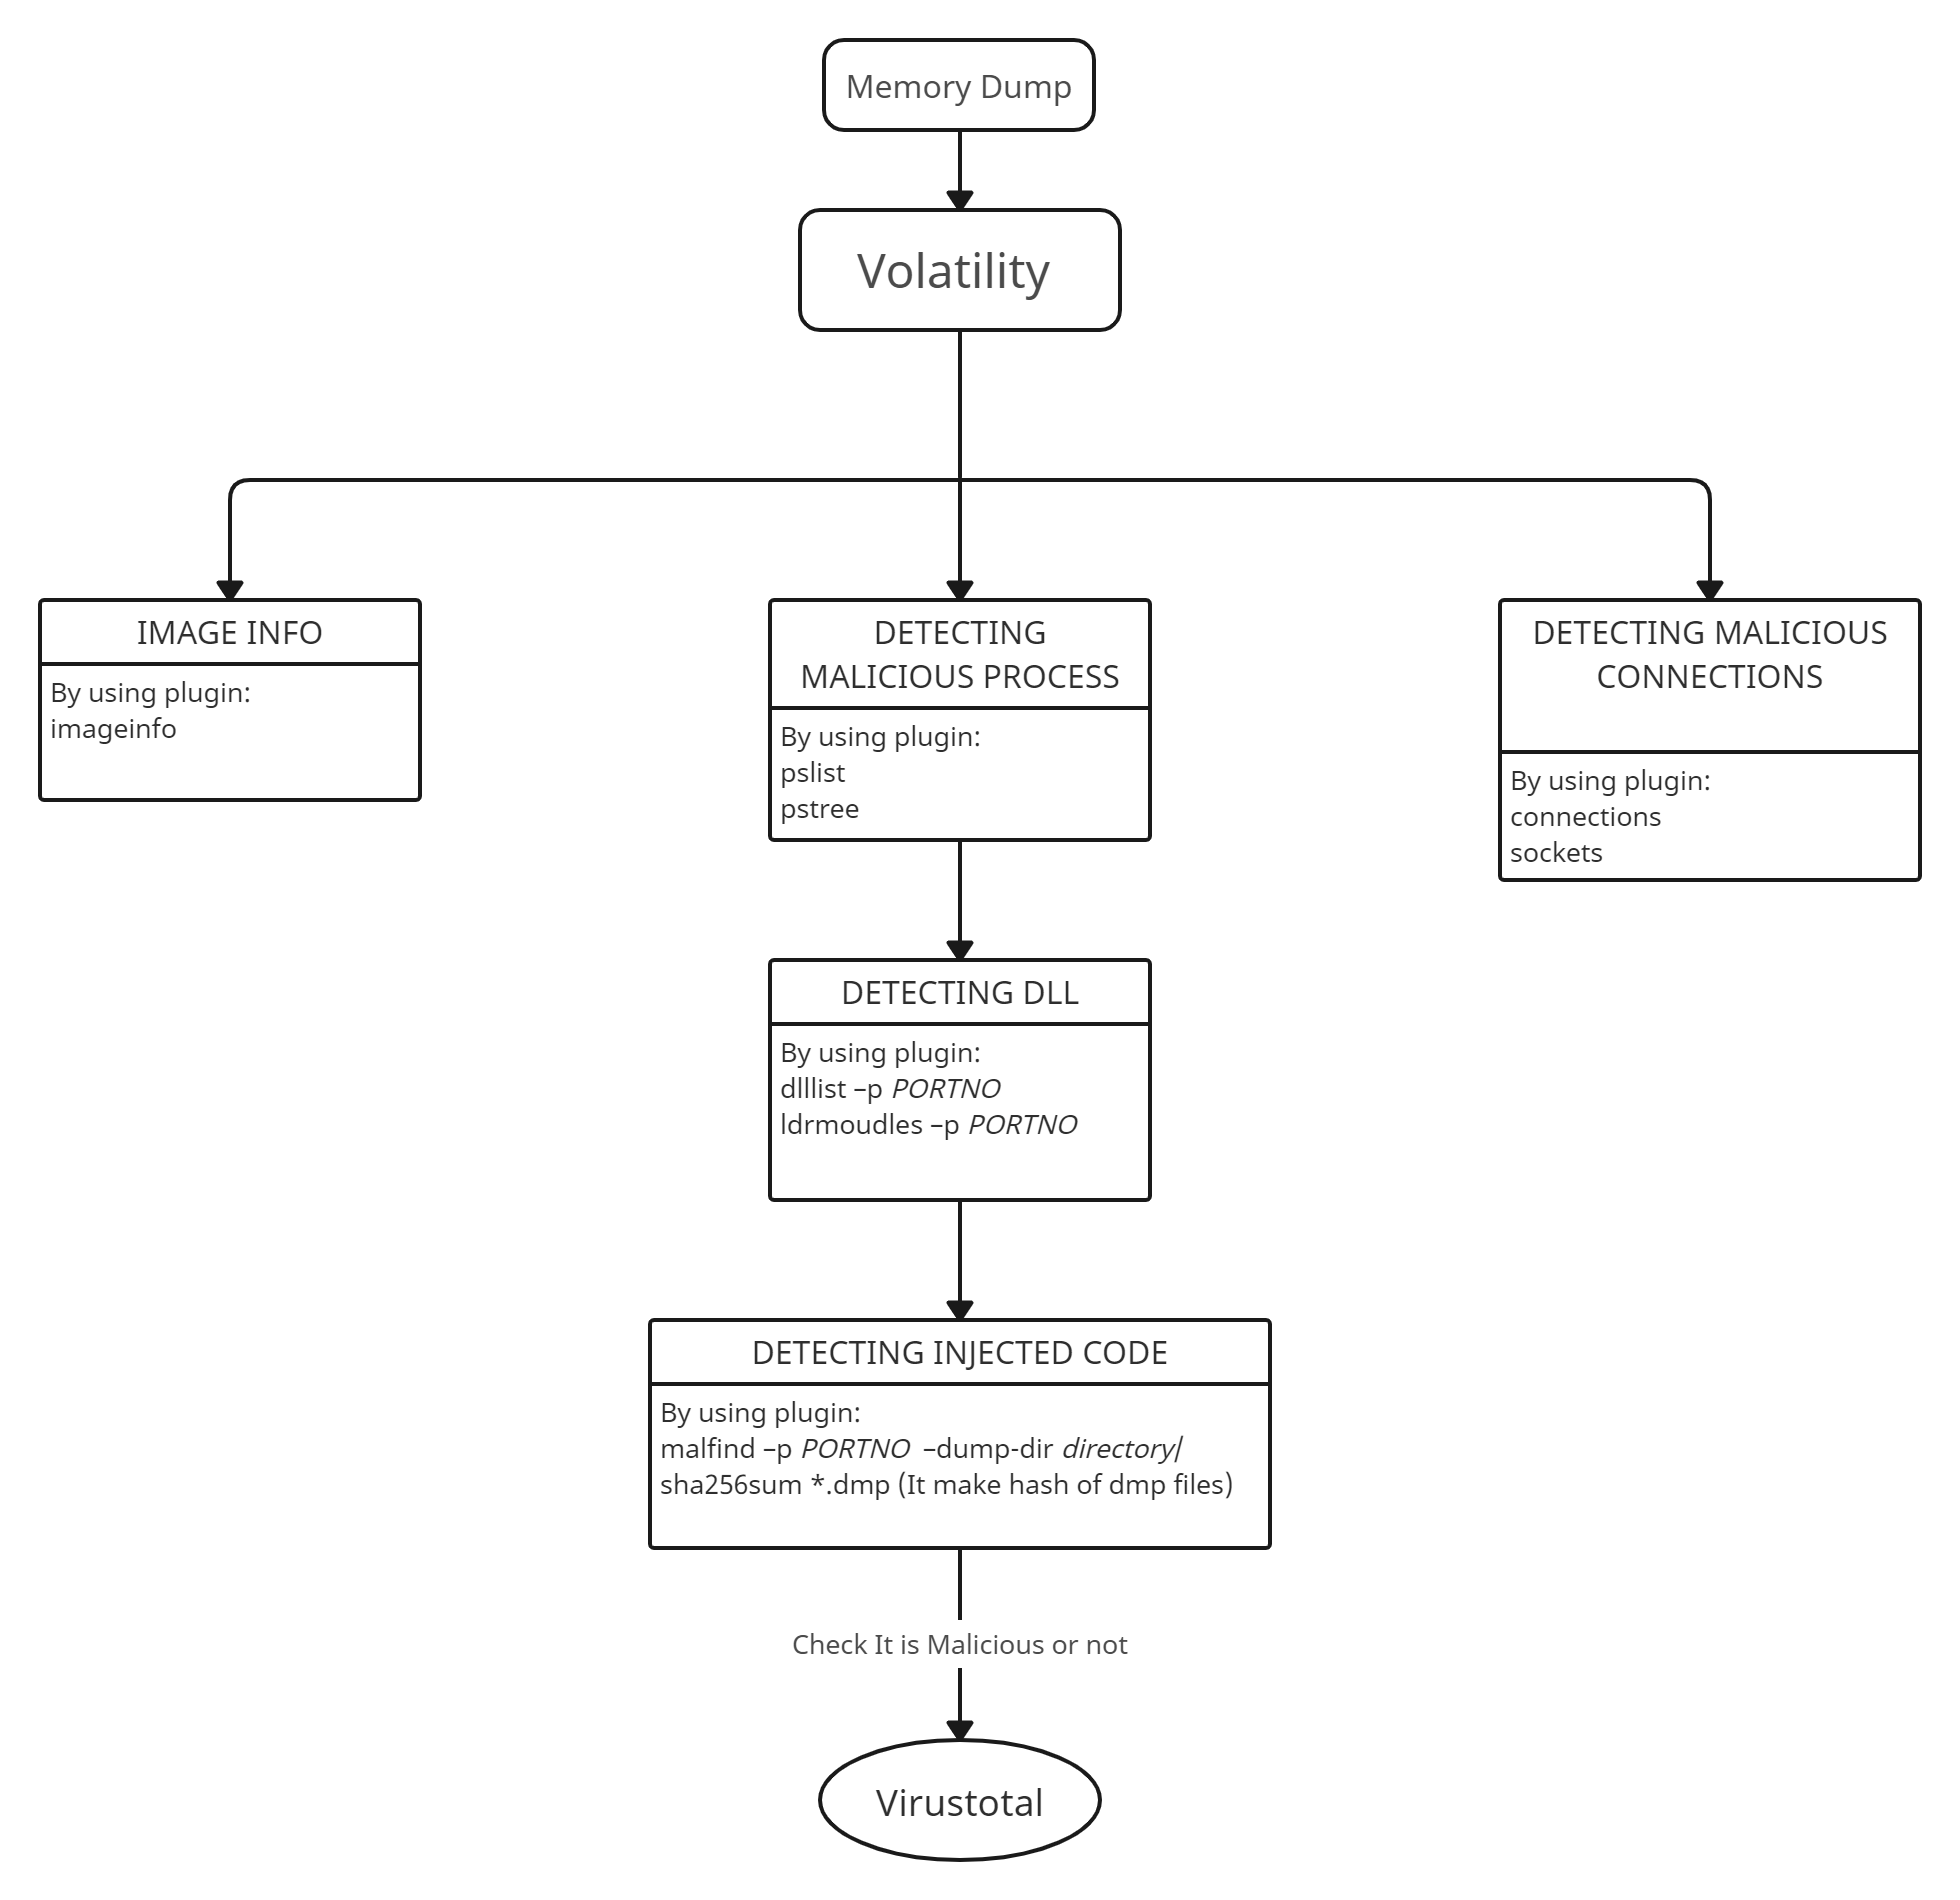 Memory Dump
Volatility
IMAGE INFO
By using plugin:
imageinfo
DETECTING
MALICIOUS PROCESS
By using plugin:
pslist
pstree
DETECTING MALICIOUS
CONNECTIONS
By using plugin:
connections
sockets
DETECTING DLL
By using plugin:
dlllist –p PORTNO
ldrmoudles –p PORTNO
DETECTING INJECTED CODE
By using plugin:
malfind –p PORTNO –dump-dir directory/
sha256sum *.dmp (It make hash of dmp files)
Check It is Malicious or not
Virustotal